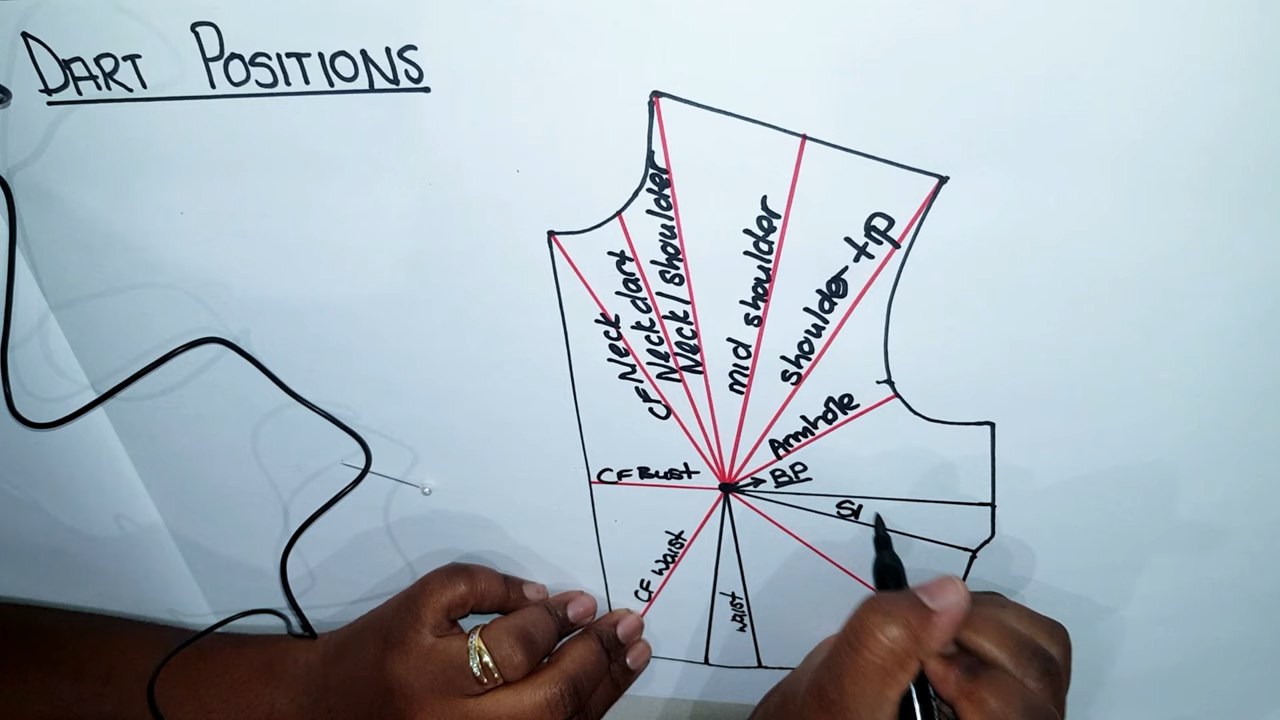 DART POSITIONS
CF Neck
Neck dart
Neck/shoulder
mid shoulder
shoulder tip
Armhole
BP
CF Bust
SI
CF waist
waist